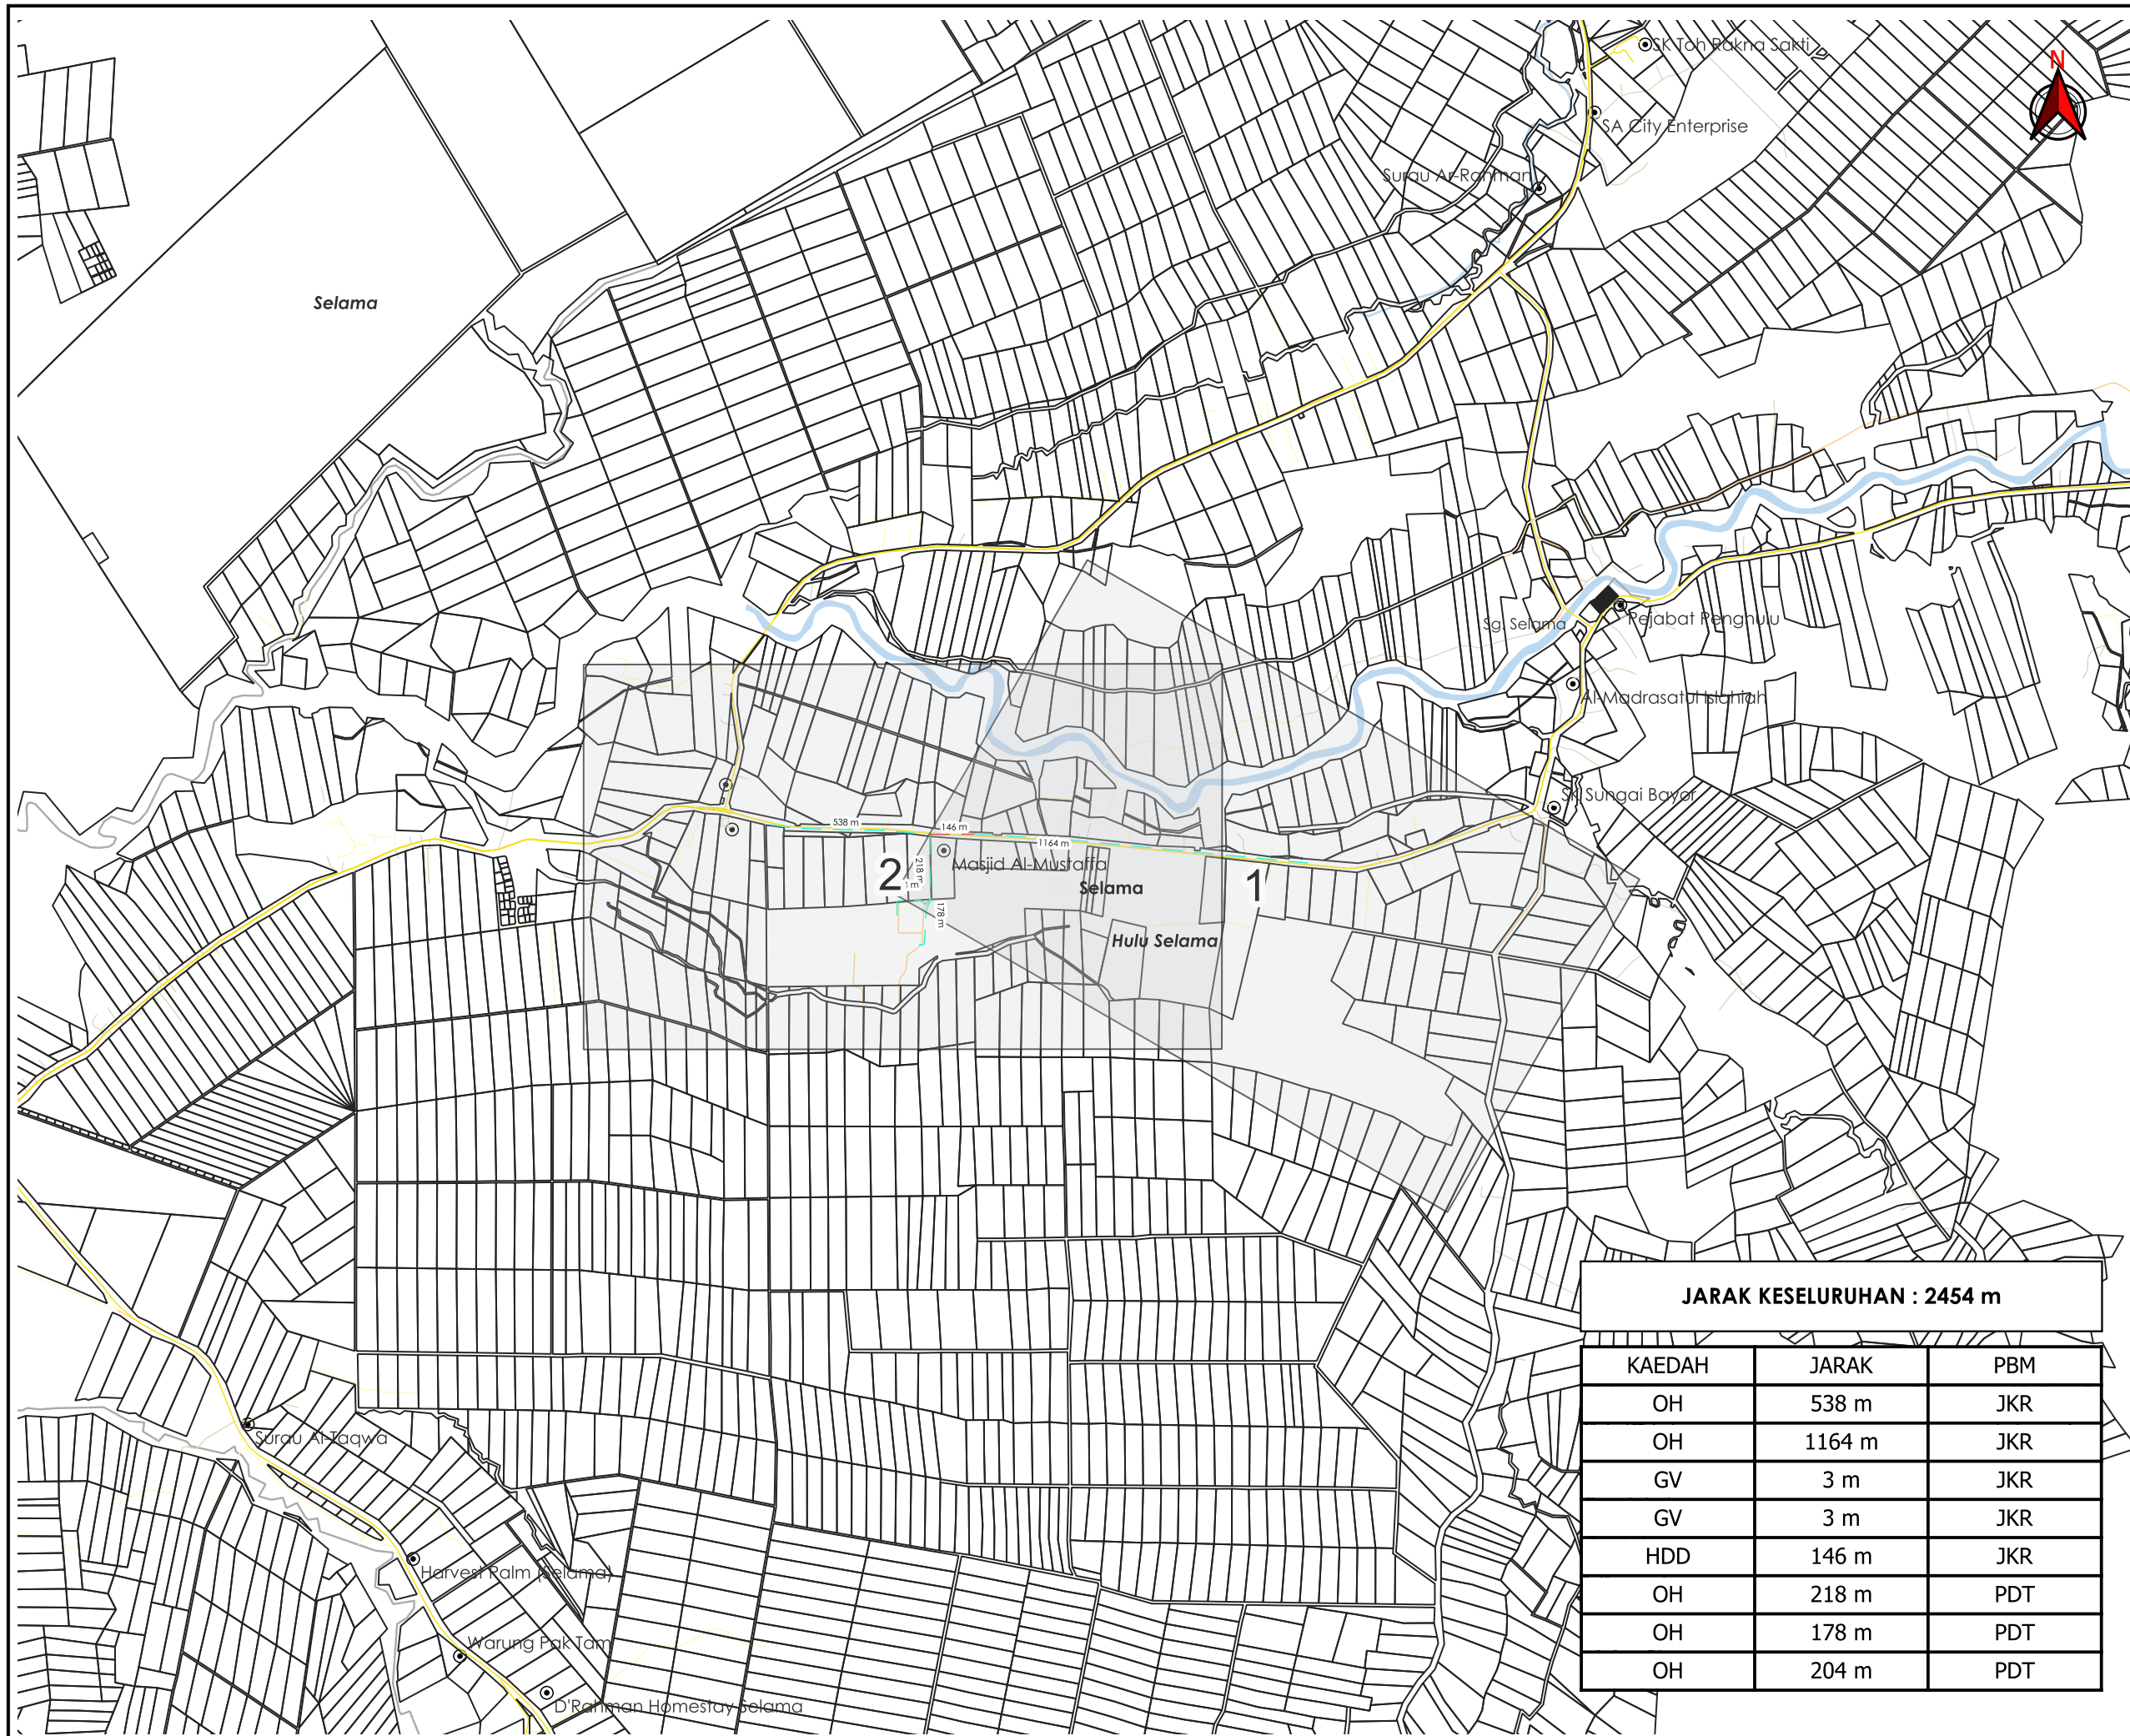 SK Toh Rakna Sakti
N
SA City Enterprise
Surau Ar-Rahman
Selama
Sg. Selama
Pejabat Penghulu
Al-Madrasatul Islahiah
SK Sungai Bayor
538 m
146 m
1164 m
Masjid Al-Mustaffa
2
218 m
1 m
Selama
1
178 m
Hulu Selama
JARAK KESELURUHAN : 2454 m
KAEDAH JARAK PBM
OH 538 m JKR
OH 1164 m JKR
GV 3 m JKR
GV 3 m JKR
HDD 146 m JKR
OH 218 m PDT
OH 178 m PDT
OH 204 m PDT
Surau Al-Taqwa
Harvest Palm (Selama)
Warung Pak Tam
D'Rahman Homestay Selama